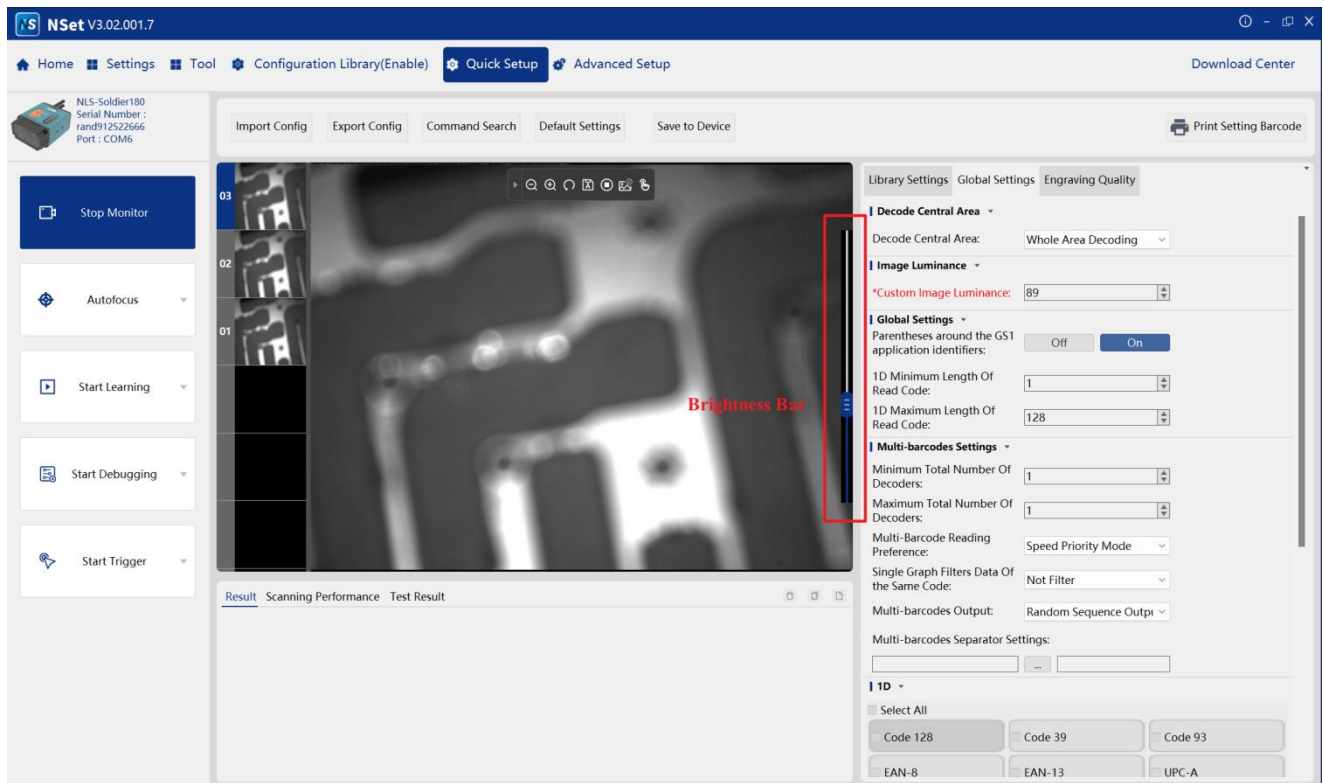 NS NSet V3.02.001.7
Home Settings Tool Configuration Library(Enable) Quick Setup Advanced Setup Download Center
NLS-Soldier180
Serial Number :
rand912522666
Port : COM6
Import Config Export Config Command Search Default Settings Save to Device Print Setting Barcode
Stop Monitor
Autofocus
Start Learning
Start Debugging
Start Trigger
03
02
01
Brightness Bar
Result Scanning Performance Test Result
Library Settings Global Settings Engraving Quality
Decode Central Area
Decode Central Area: Whole Area Decoding
Image Luminance
*Custom Image Luminance: 89
Global Settings
Parentheses around the GS1
application identifiers: Off On
1D Minimum Length Of
Read Code: 1
1D Maximum Length Of
Read Code: 128
Multi-barcodes Settings
Minimum Total Number Of
Decoders: 1
Maximum Total Number Of
Decoders: 1
Multi-Barcode Reading
Preference: Speed Priority Mode
Single Graph Filters Data Of
the Same Code: Not Filter
Multi-barcodes Output: Random Sequence Outpu
Multi-barcodes Separator Settings:
...
1D
Select All
Code 128 Code 39 Code 93
EAN-8 EAN-13 UPC-A